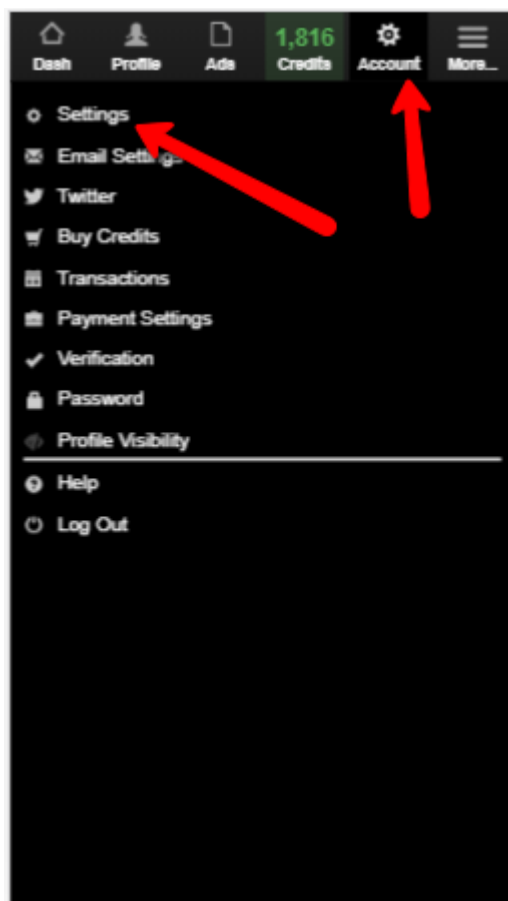 1,816
Dash Profile Ads Credits Account More...
Settings
Email Settings
Twitter
Buy Credits
Transactions
Payment Settings
Verification
Password
Profile Visibility
Help
Log Out